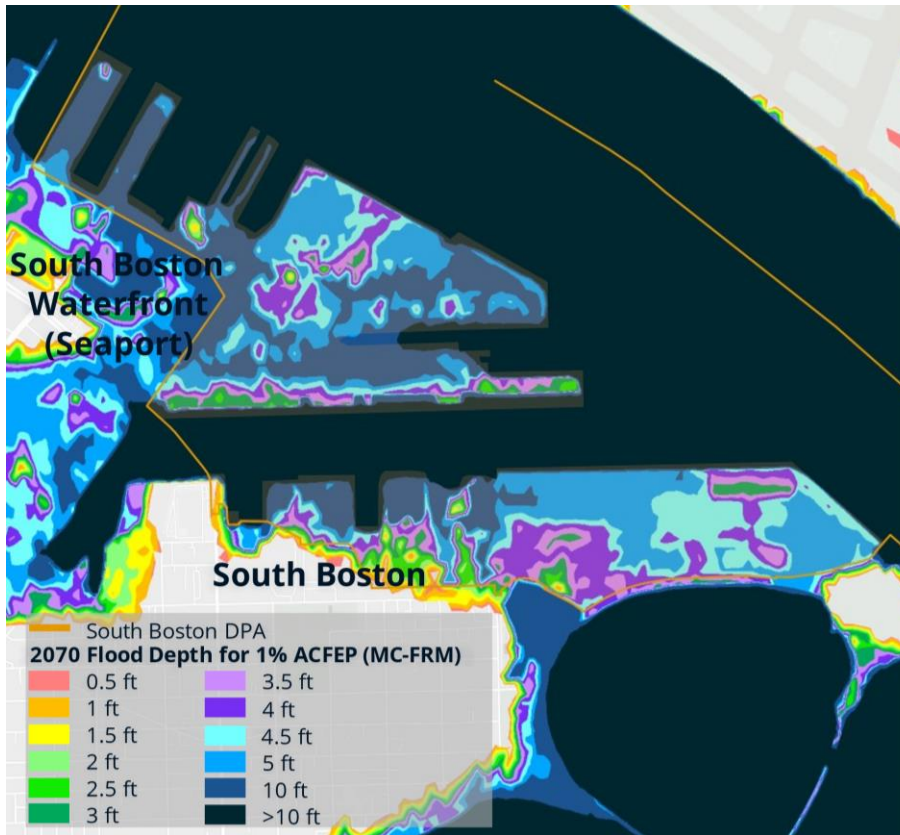 South Boston
Waterfront
(Seaport)
South Boston
South Boston DPA
2070 Flood Depth for 1% ACFEP (MC-FRM)
0.5 ft
1 ft
1.5 ft
2 ft
2.5 ft
3 ft
3.5 ft
4 ft
4.5 ft
5 ft
10 ft
>10 ft